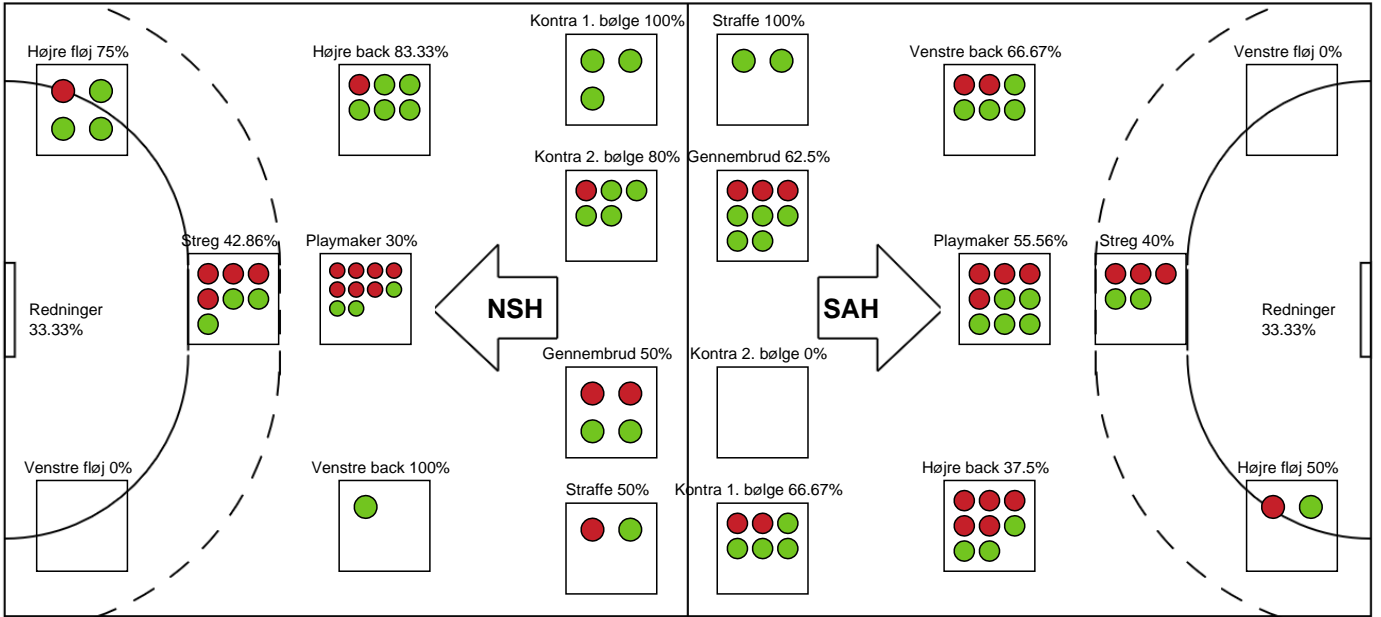 Kontra 1. bølge 100%
Straffe 100%
Højre fløj 75%
Højre back 83.33%
Venstre back 66.67%
Venstre fløj 0%
Kontra 2. bølge 80%
Gennembrud 62.5%
Streg 42.86%
Playmaker 30%
Playmaker 55.56%
Streg 40%
Redninger
33.33%
NSH
SAH
Redninger
33.33%
Gennembrud 50%
Kontra 2. bølge 0%
Venstre fløj 0%
Venstre back 100%
Højre back 37.5%
Højre fløj 50%
Straffe 50%
Kontra 1. bølge 66.67%